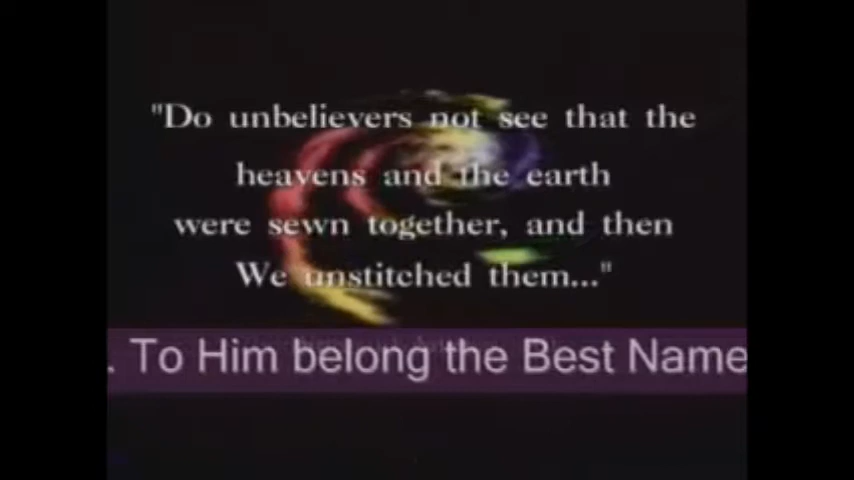 "Do unbelievers not see that the
heavens and the earth
were sewn together, and then
We unstitched them..."
. To Him belong the Best Name